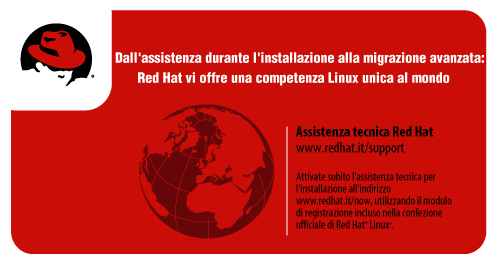 Dall'assistenza durante l'installazione alla migrazione avanzata:
Red Hat vi offre una competenza Linux unica al mondo
Assistenza tecnica Red Hat
www.redhat.it/support
Attivate subito l'assistenza tecnica per
l'installazione all'indirizzo
www.redhat.it/now, utilizzando il modulo
di registrazione incluso nella confezione
ufficiale di Red Hat® Linux®.